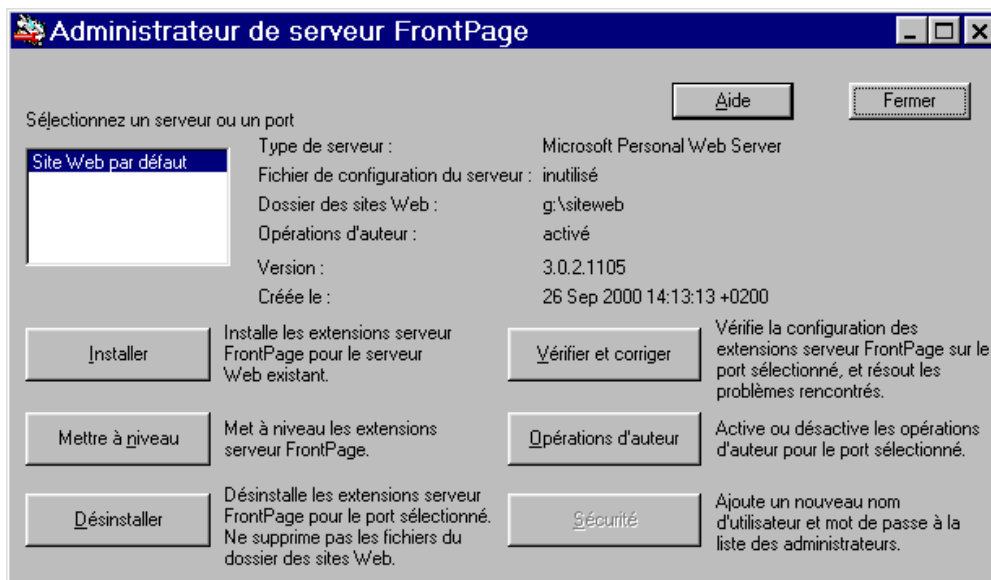 Administrateur de serveur FrontPage
Aide
Fermer
Sélectionnez un serveur ou un port
Site Web par défaut
Type de serveur : Microsoft Personal Web Server
Fichier de configuration du serveur : inutilisé
Dossier des sites Web : g:\siteweb
Opérations d'auteur : activé
Version : 3.0.2.1105
Créée le : 26 Sep 2000 14:13:13 +0200
Installer
Installe les extensions serveur
FrontPage pour le serveur
Web existant.
Vérifier et corriger
Vérifie la configuration des
extensions serveur FrontPage sur le
port sélectionné, et résout les
problèmes rencontrés.
Mettre à niveau
Met à niveau les extensions
serveur FrontPage.
Opérations d'auteur
Active ou désactive les opérations
d'auteur pour le port sélectionné.
Désinstaller
Désinstalle les extensions serveur
FrontPage pour le port sélectionné.
Ne supprime pas les fichiers du
dossier des sites Web.
Sécurité
Ajoute un nouveau nom
d'utilisateur et mot de passe à la
liste des administrateurs.